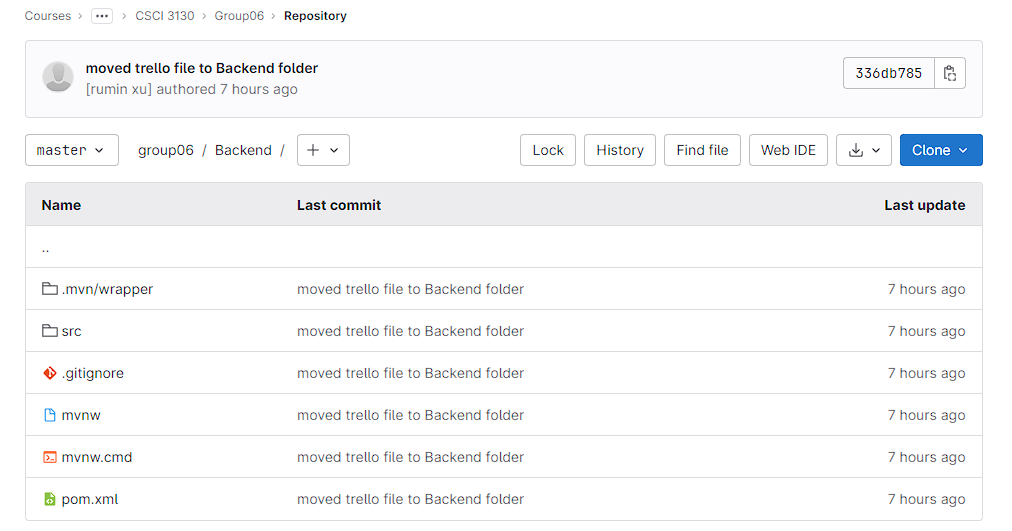 Courses > ... > CSCI 3130 > Group06 > Repository
moved trello file to Backend folder
[rumin xu] authored 7 hours ago
336db785
master group06 / Backend / + Lock History Find file Web IDE Clone
Name Last commit Last update
..
.mvn/wrapper moved trello file to Backend folder 7 hours ago
src moved trello file to Backend folder 7 hours ago
.gitignore moved trello file to Backend folder 7 hours ago
mvnw moved trello file to Backend folder 7 hours ago
mvnw.cmd moved trello file to Backend folder 7 hours ago
pom.xml moved trello file to Backend folder 7 hours ago